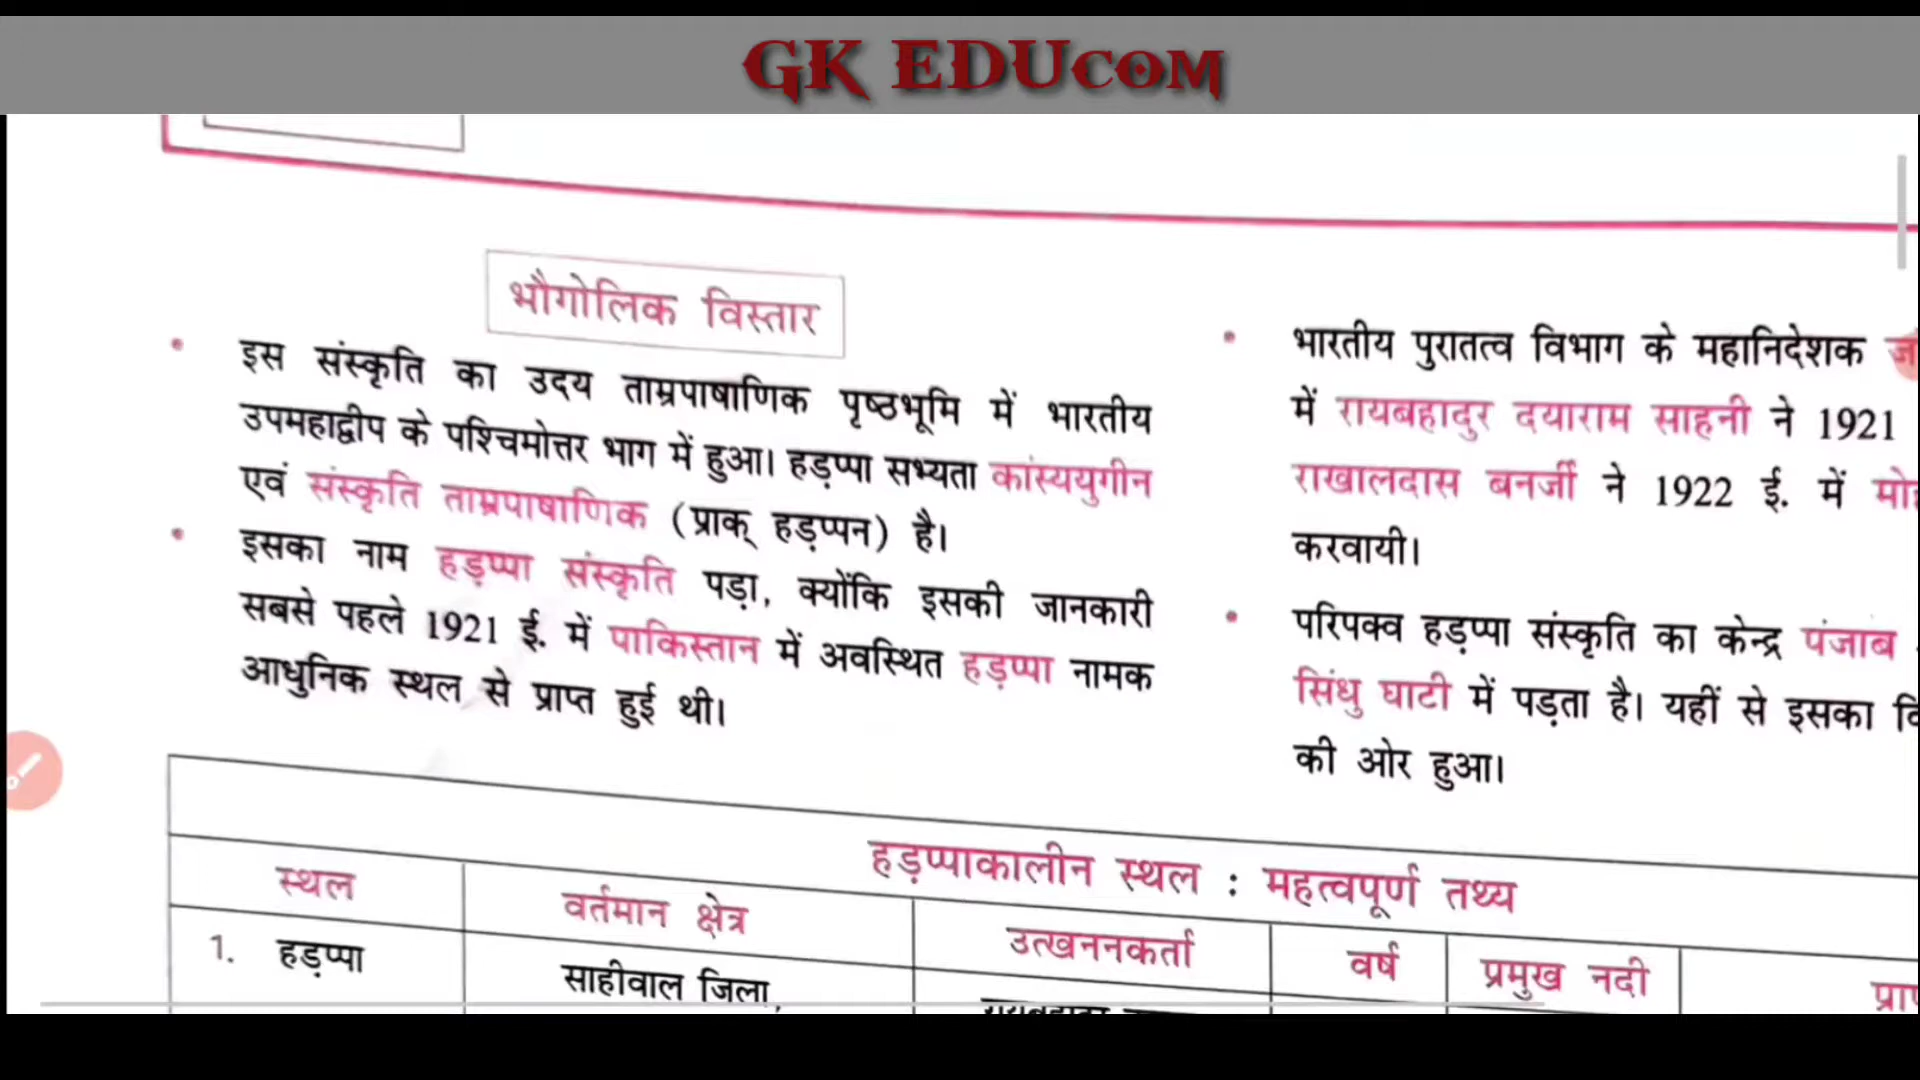 GK EDUCOM
भौगोलिक विस्तार
• इस संस्कृति का उदय ताम्रपाषाणिक पृष्ठभूमि में भारतीय
उपमहाद्वीप के पश्चिमोत्तर भाग में हुआ। हड़प्पा सभ्यता कांस्ययुगीन
एवं संस्कृति ताम्रपाषाणिक (प्राक् हड़प्पन) है।
• इसका नाम हड़प्पा संस्कृति पड़ा, क्योंकि इसकी जानकारी
सबसे पहले 1921 ई. में पाकिस्तान में अवस्थित हड़प्पा नामक
आधुनिक स्थल से प्राप्त हुई थी।
• भारतीय पुरातत्व विभाग के महानिदेशक
में रायबहादुर दयाराम साहनी ने 1921
राखालदास बनर्जी ने 1922 ई. में
करवायी।
• परिपक्व हड़प्पा संस्कृति का केन्द्र पंजाब
सिंधु घाटी में पड़ता है। यहीं से इसका
की ओर हुआ।
हड़प्पाकालीन स्थल : महत्वपूर्ण तथ्य
स्थल वर्तमान क्षेत्र उत्खननकर्ता वर्ष प्रमुख नदी
1. हड़प्पा साहीवाल जिला,